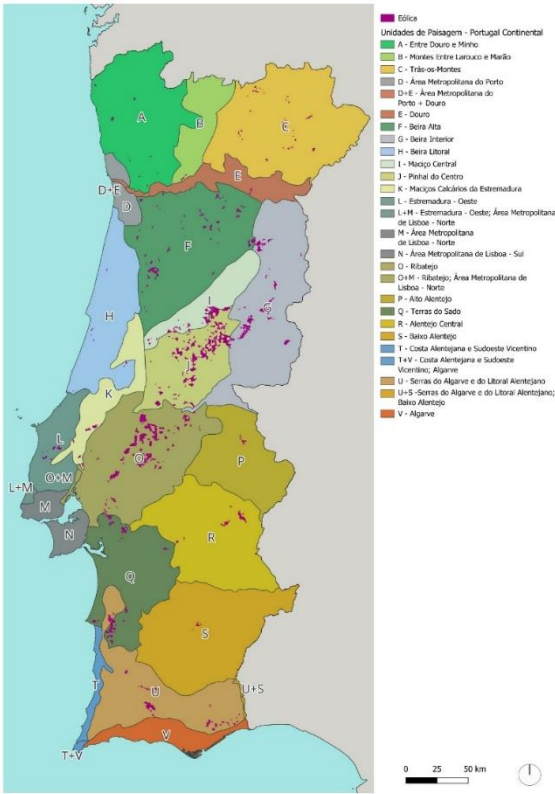 Eólica
Unidades de Paisagem - Portugal Continental
A - Entre Douro e Minho
B - Montes Entre Larouco e Marão
C - Trás-os-Montes
D - Área Metropolitana do Porto
D+E - Área Metropolitana do
Porto + Douro
E - Douro
F - Beira Alta
G - Beira Interior
H - Beira Litoral
I - Maciço Central
J - Pinhal do Centro
K - Maciços Calcários da Estremadura
L - Estremadura - Oeste
L+M - Estremadura - Oeste; Área Metropolitana
de Lisboa - Norte
M - Área Metropolitana
de Lisboa - Norte
N - Área Metropolitana de Lisboa - Sul
O - Ribatejo
O+M - Ribatejo; Área Metropolitana de
Lisboa - Norte
P - Alto Alentejo
Q - Terras do Sado
R - Alentejo Central
S - Baixo Alentejo
T - Costa Alentejana e Sudoeste Vicentino
T+V - Costa Alentejana e Sudoeste
Vicentino; Algarve
U - Serras do Algarve e do Litoral Alentejano
U+S -Serras do Algarve e do Litoral Alentejano;
Baixo Alentejo
V - Algarve
A
B
C
D+E
E
D
F
G
H
I
J
K
L
O
P
O+M
L+M
M
N
R
Q
S
T
U
U+S
V
T+V
0 25 50 km